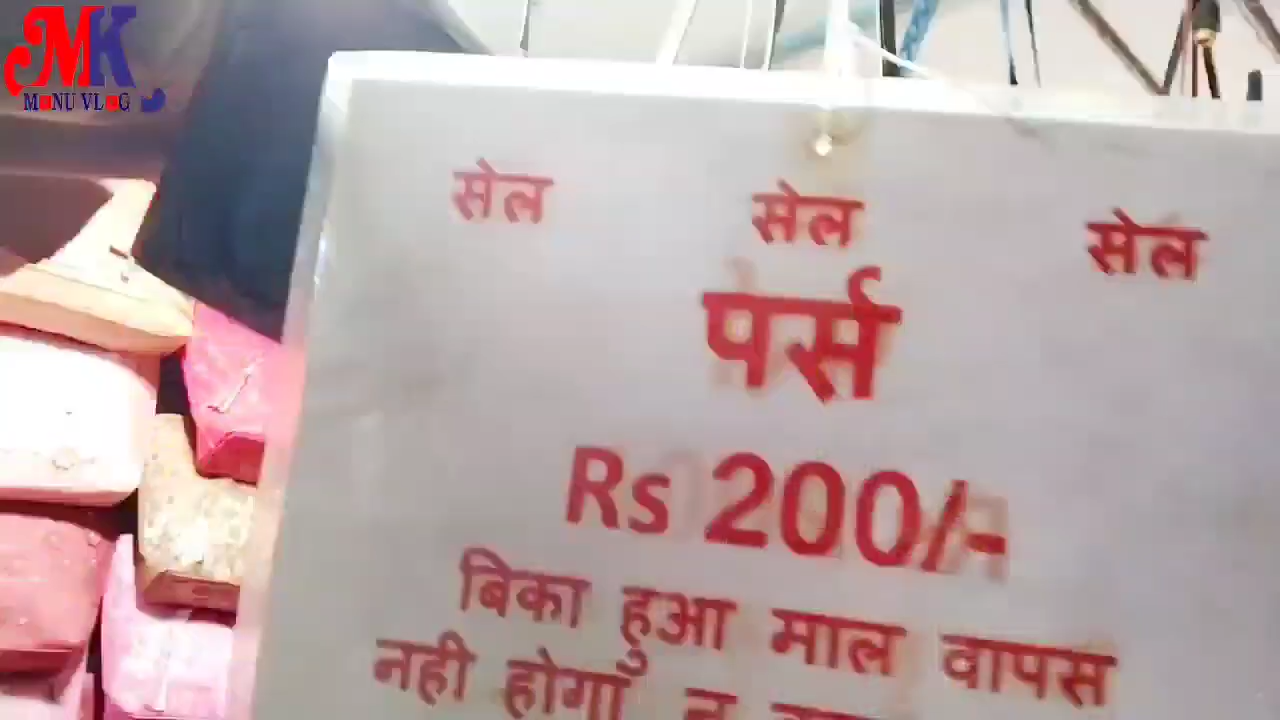 MK
MONU VLOG
सेल सेल सेल
पर्स
Rs 200/-
बिका हुआ माल वापस
नही होगा न